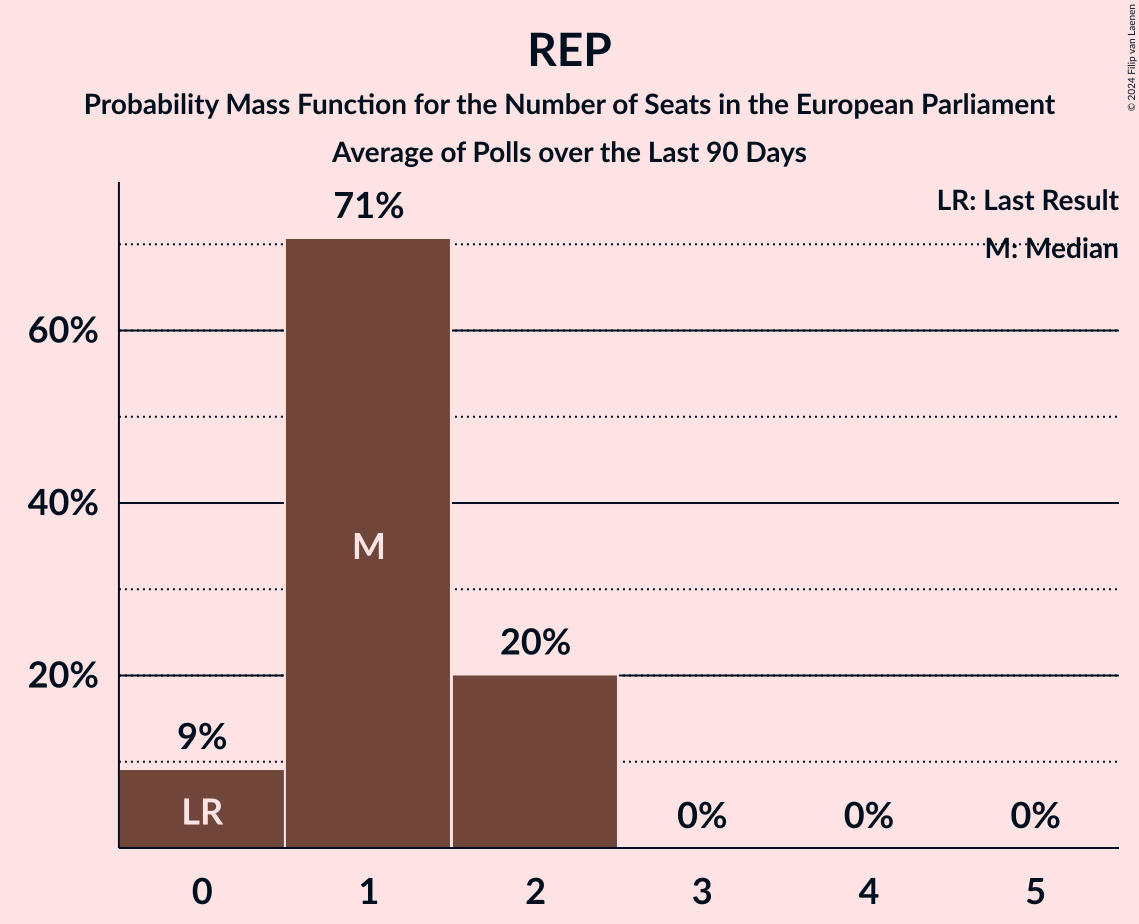 REP
Probability Mass Function for the Number of Seats in the European Parliament
Average of Polls over the Last 90 Days
© 2024 Filip van Laenen
LR: Last Result
M: Median
71%
60%
40%
M
20%
20%
9%
LR
0%
0%
0%
0
1
2
3
4
5